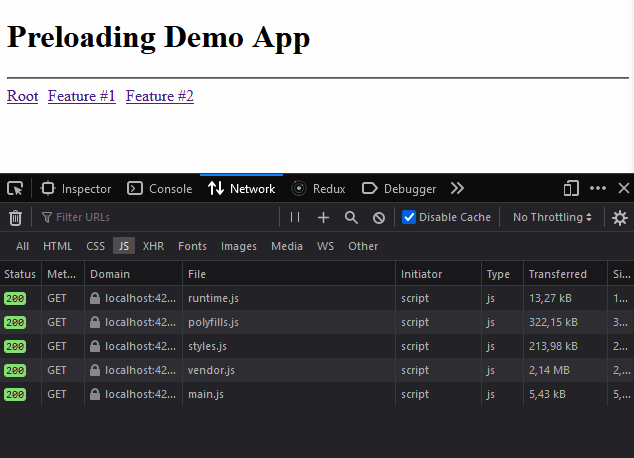 Preloading Demo App
Root Feature #1 Feature #2
Inspector Console Network Redux Debugger
Filter URLs Disable Cache No Throttling
All HTML CSS JS XHR Fonts Images Media WS Other
Status Met... Domain File Initiator Type Transferred Si...
200 GET localhost:42... runtime.js script js 13,27 kB 1...
200 GET localhost:42... polyfills.js script js 322,15 kB 3...
200 GET localhost:42... styles.js script js 213,98 kB 2...
200 GET localhost:42... vendor.js script js 2,14 MB 2,...
200 GET localhost:42... main.js script js 5,43 kB 5,...